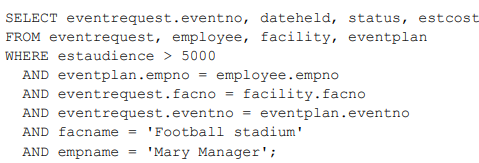 SELECT eventrequest.eventno, dateheld, status, estcost
FROM eventrequest, employee, facility, eventplan
WHERE estaudience > 5000
AND eventplan.empno = employee.empno
AND eventrequest.facno = facility.facno
AND eventrequest.eventno = eventplan.eventno
AND facname = 'Football stadium'
AND empname = 'Mary Manager';